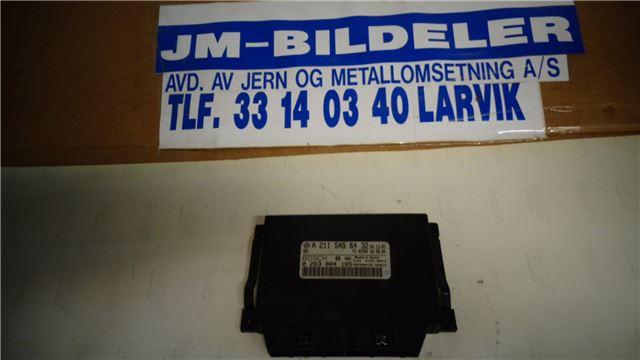 JM-BILDELER
AVD. AV JERN OG METALLOMSETNING A/S
TLF. 33 14 03 40 LARVIK
A 211 545 64 32
BOSCH
0 263 004 185